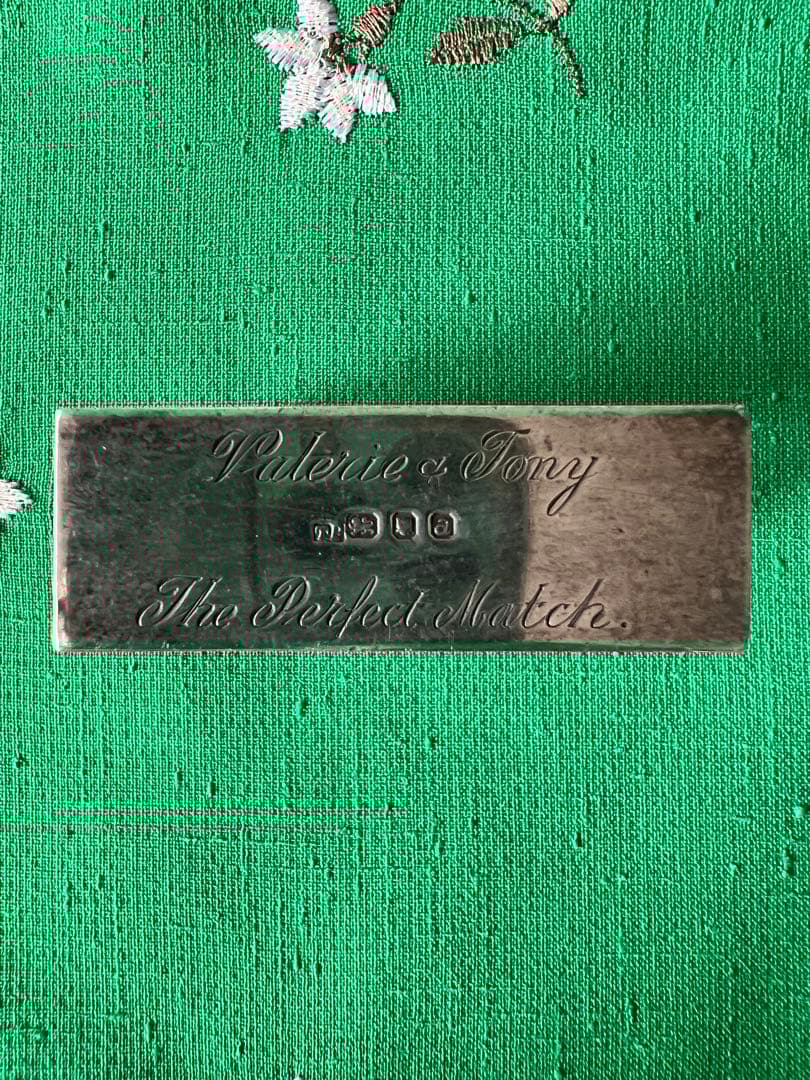 Valerie & Tony
The Perfect Match.